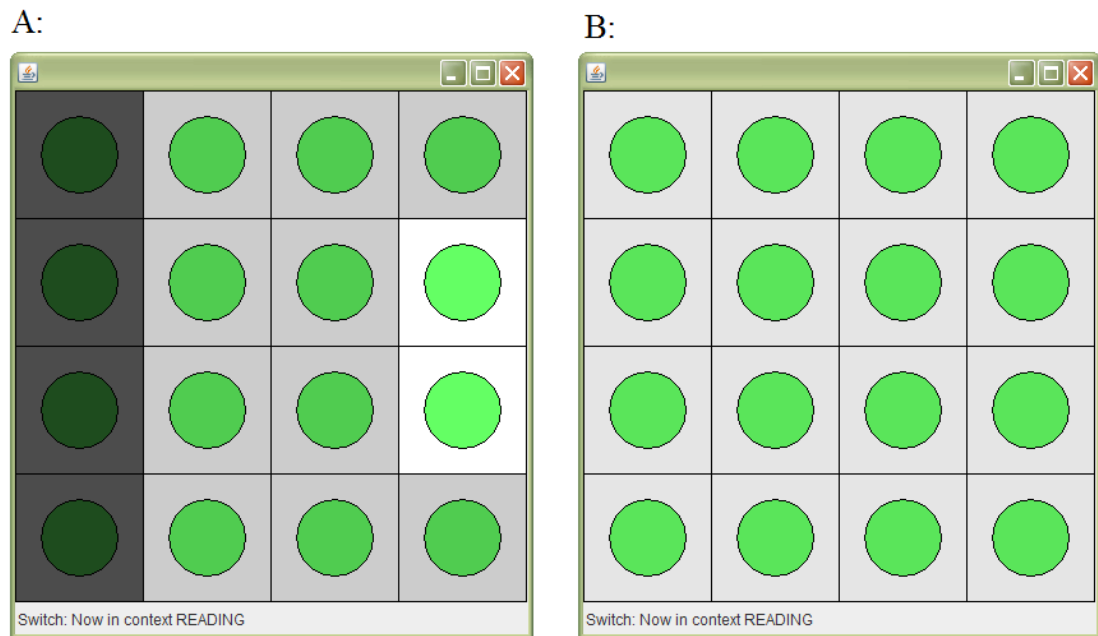 A:
B:
Switch: Now in context READING
Switch: Now in context READING